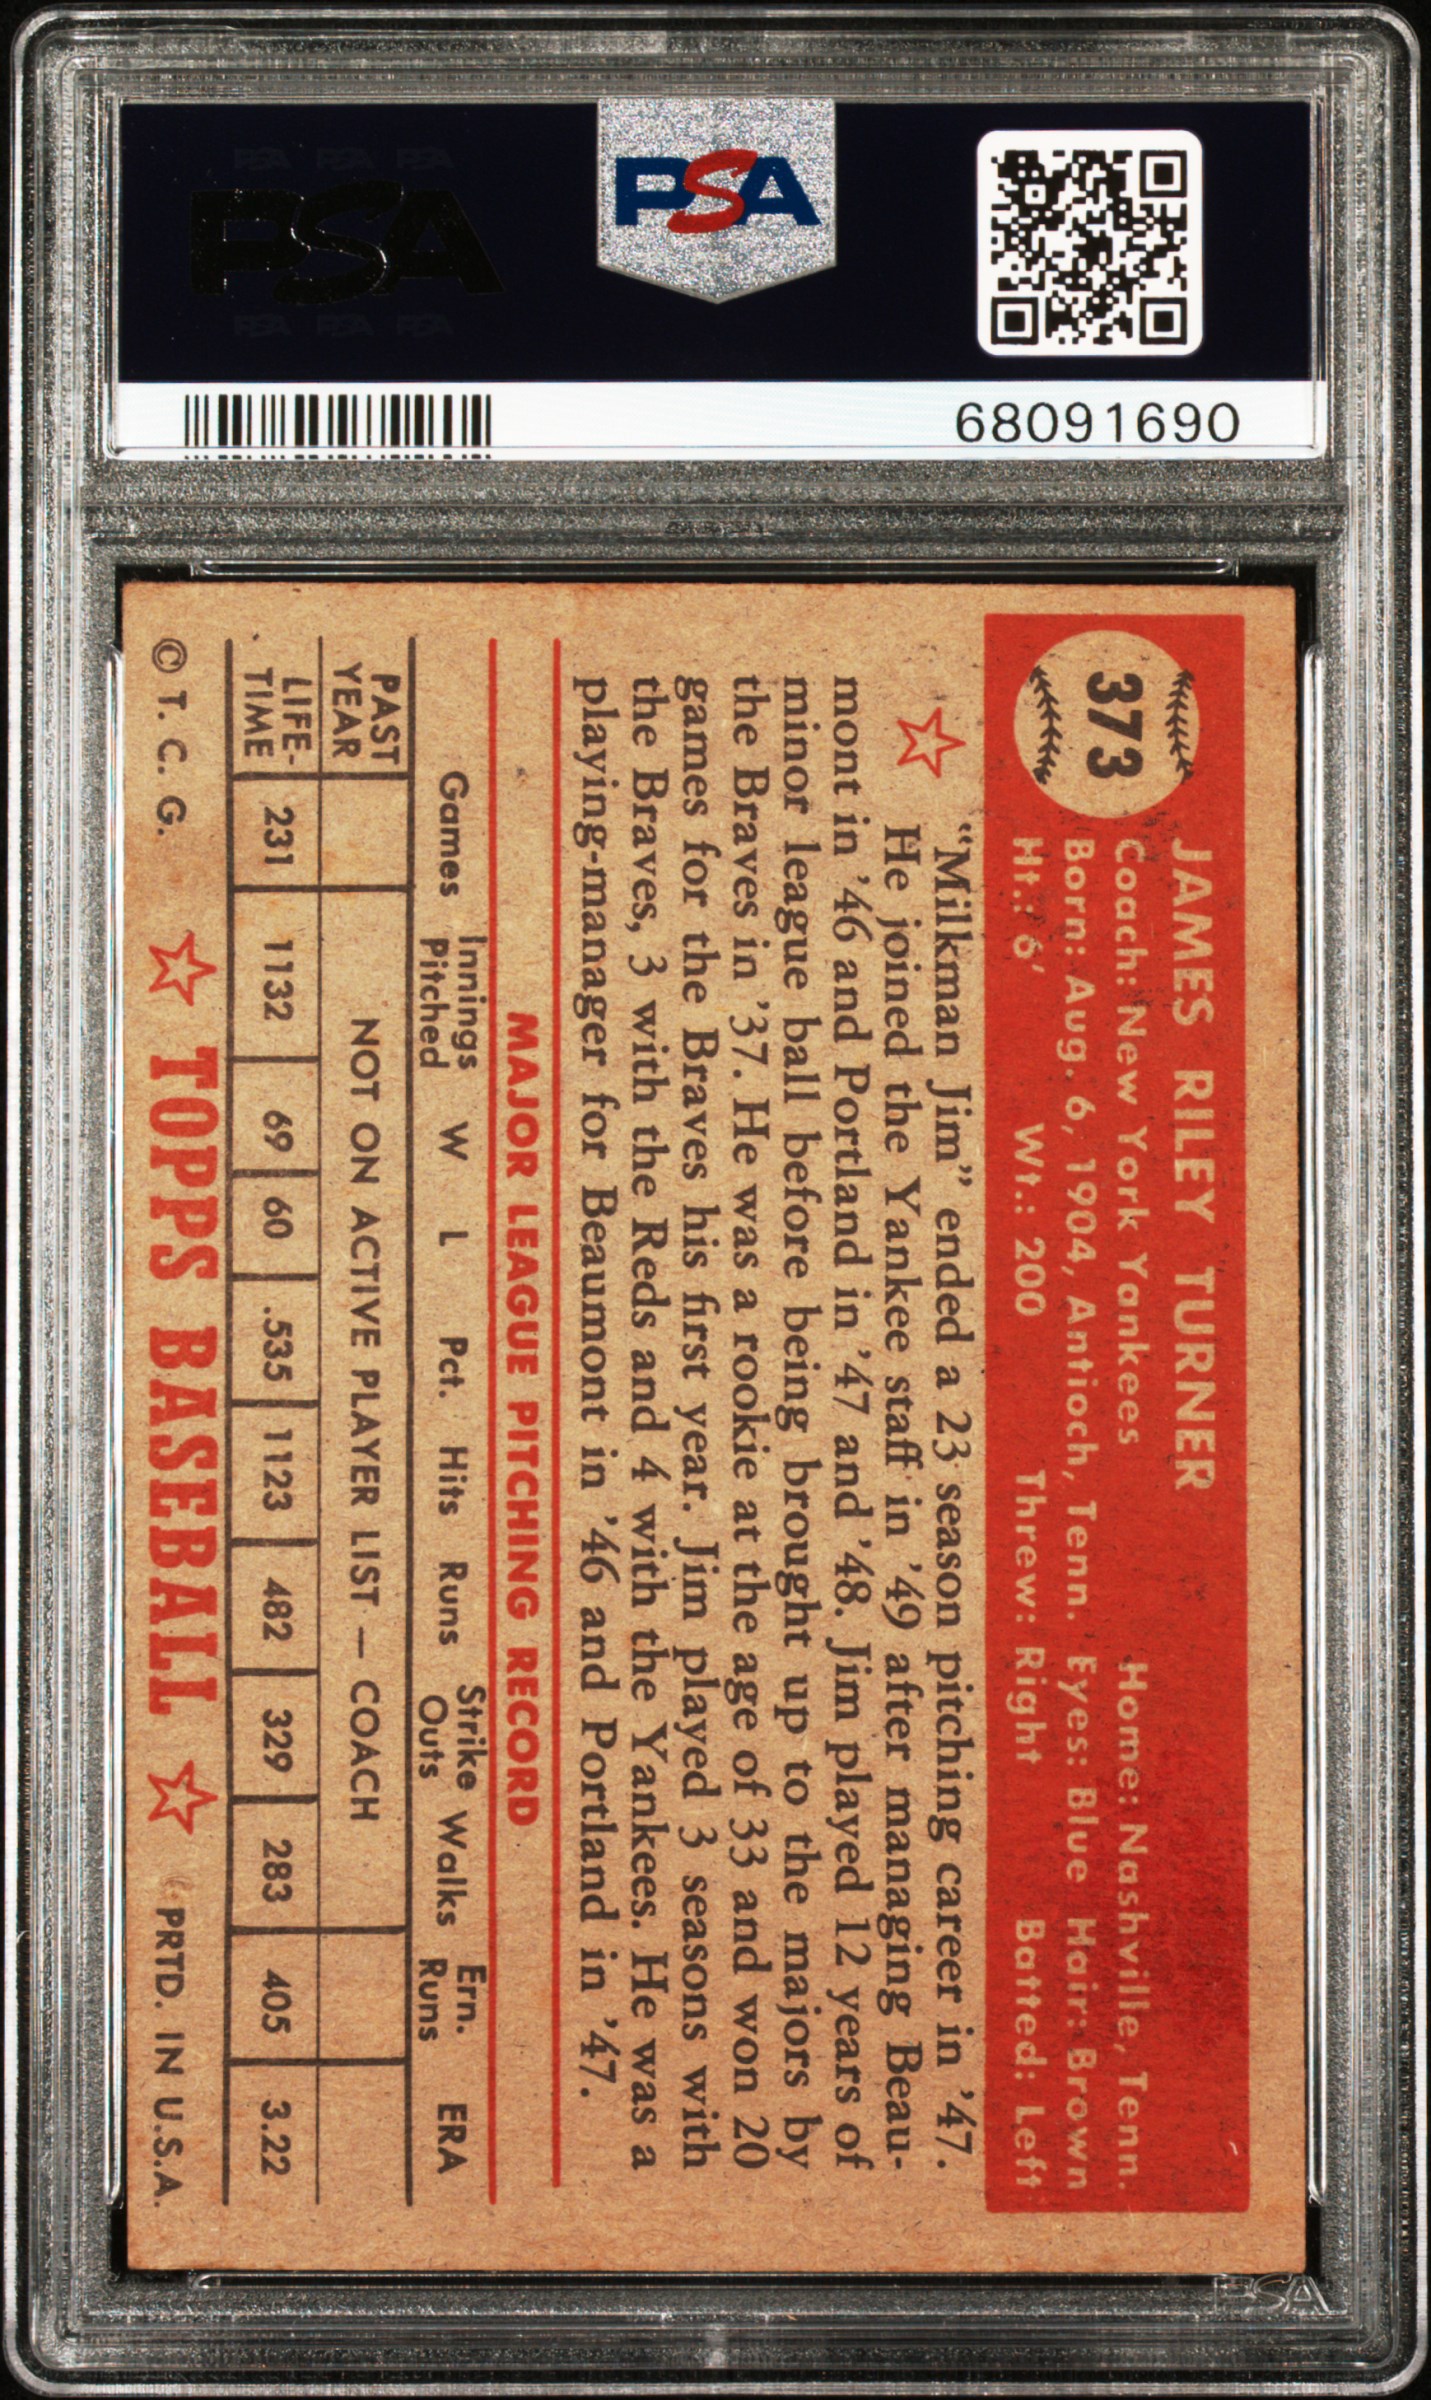 PSA PSA PSA
PSA
PSA PSA PSA
PSA
68091690
373
JAMES RILEY TURNER
Coach: New York Yankees Home: Nashville, Tenn.
Born: Aug. 6, 1904, Antioch, Tenn. Eyes: Blue Hair: Brown
Ht.: 6' Wt.: 200 Threw: Right Batted: Left
“Milkman Jim” ended a 23 season pitching career in ’47.
He joined the Yankee staff in ’49 after managing Beau-
mont in ’46 and Portland in ’47 and ’48. Jim played 12 years of
minor league ball before being brought up to the majors by
the Braves in ’37. He was a rookie at the age of 33 and won 20
games for the Braves his first year. Jim played 3 seasons with
the Braves, 3 with the Reds and 4 with the Yankees. He was a
playing-manager for Beaumont in ’46 and Portland in ’47.
MAJOR LEAGUE PITCHING RECORD
Games Innings Pitched W L Pct. Hits Runs Strike Outs Walks Ern. Runs ERA
PAST YEAR NOT ON ACTIVE PLAYER LIST — COACH
LIFE-TIME 231 1132 69 60 .535 1123 482 329 283 405 3.22
© T. C. G. TOPPS BASEBALL PRTD. IN U.S.A.
PSA